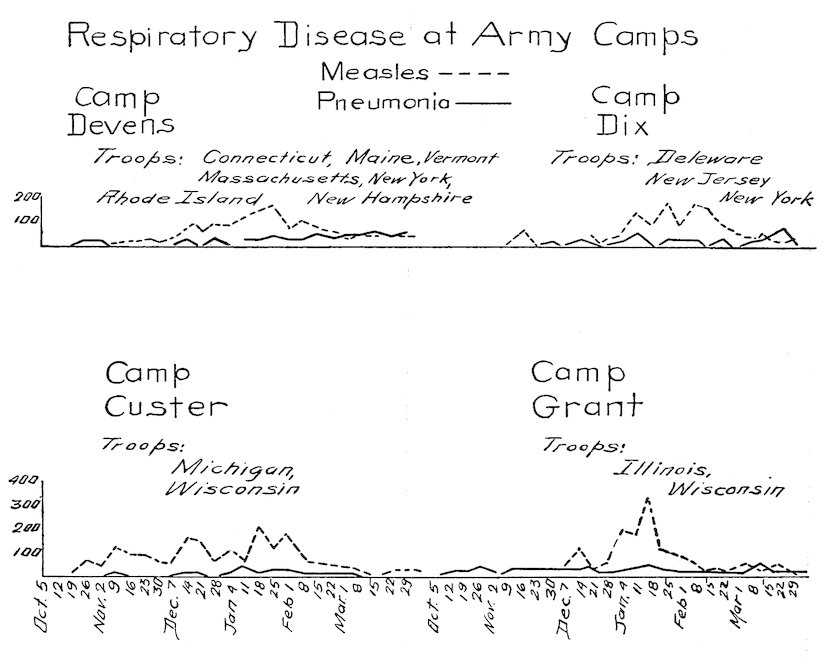 Respiratory Disease at Army Camps
Measles
Pneumonia
Camp
Devens
Troops: Connecticut, Maine, Vermont
Massachusetts, New York,
Rhode Island New Hampshire
Camp
Dix
Troops: Deleware
New Jersey
New York
200
100
Camp
Custer
Troops:
Michigan,
Wisconsin
Camp
Grant
Troops:
Illinois,
Wisconsin
400
300
200
100
Oct. 5 12 19 26 Nov. 2 9 16 23 30 Dec. 7 14 21 28 Jan 4 11 18 25 Feb 1 8 15 22 Mar 1 8 15 22 29
Oct. 5 12 19 26 Nov. 2 9 16 23 30 Dec. 7 14 21 28 Jan. 4 11 18 25 Feb 1 8 15 22 Mar 1 8 15 22 29